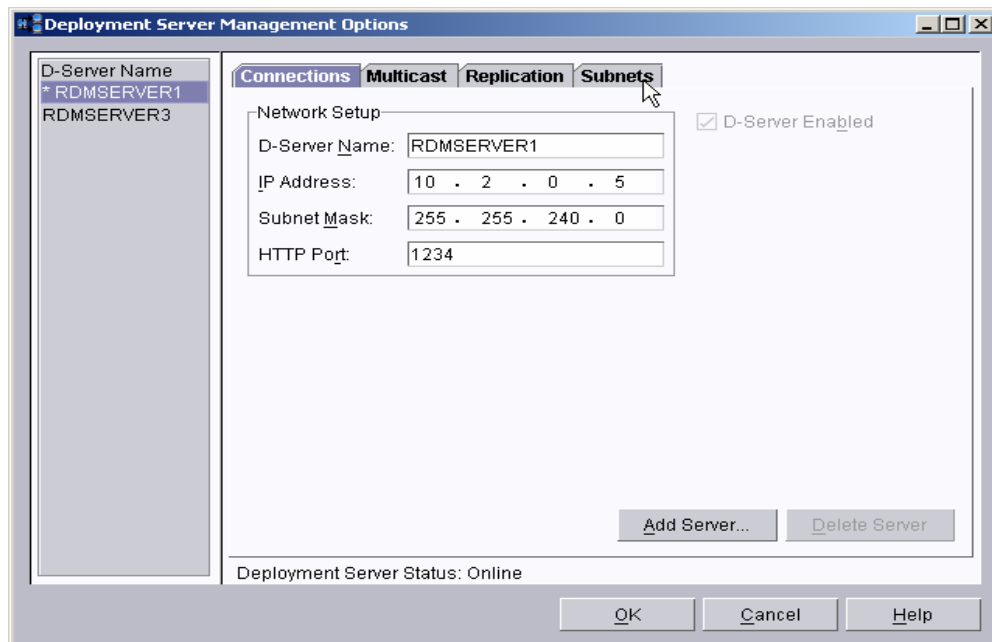 Deployment Server Management Options
D-Server Name
* RDMSERVER1
RDMSERVER3
Connections Multicast Replication Subnets
Network Setup
D-Server Name: RDMSERVER1
IP Address: 10 . 2 . 0 . 5
Subnet Mask: 255 . 255 . 240 . 0
HTTP Port: 1234
D-Server Enabled
Add Server... Delete Server
Deployment Server Status: Online
OK Cancel Help